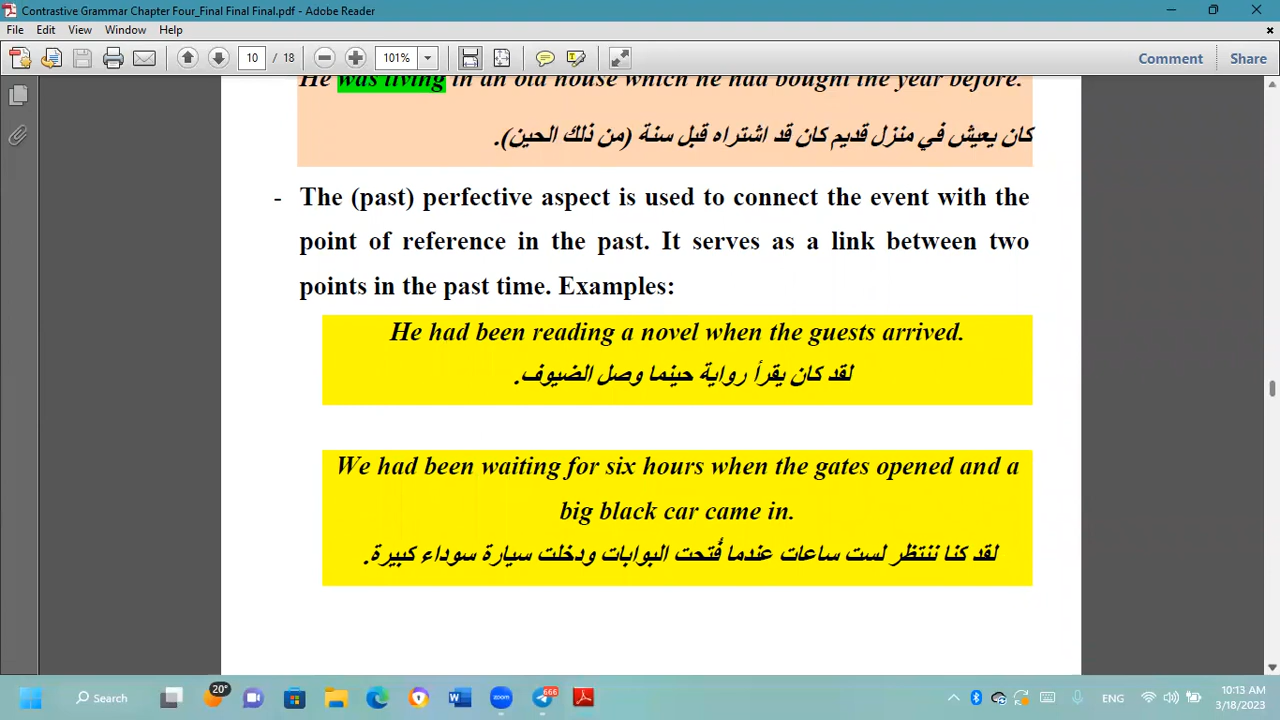 Contrastive Grammar Chapter Four_Final Final Final.pdf - Adobe Reader
File Edit View Window Help
10 / 18 101% Comment Share
He was living in an old house which he had bought the year before.
كان يعيش في منزل قديم كان قد اشتراه قبل سنة (من ذلك الحين).
- The (past) perfective aspect is used to connect the event with the
point of reference in the past. It serves as a link between two
points in the past time. Examples:
He had been reading a novel when the guests arrived.
لقد كان يقرأ رواية حينما وصل الضيوف.
We had been waiting for six hours when the gates opened and a
big black car came in.
لقد كنا ننتظر لست ساعات عندما فُتحت البوابات ودخلت سيارة سوداء كبيرة.
20° Search zoom 666 ENG 10:13 AM
3/18/2023